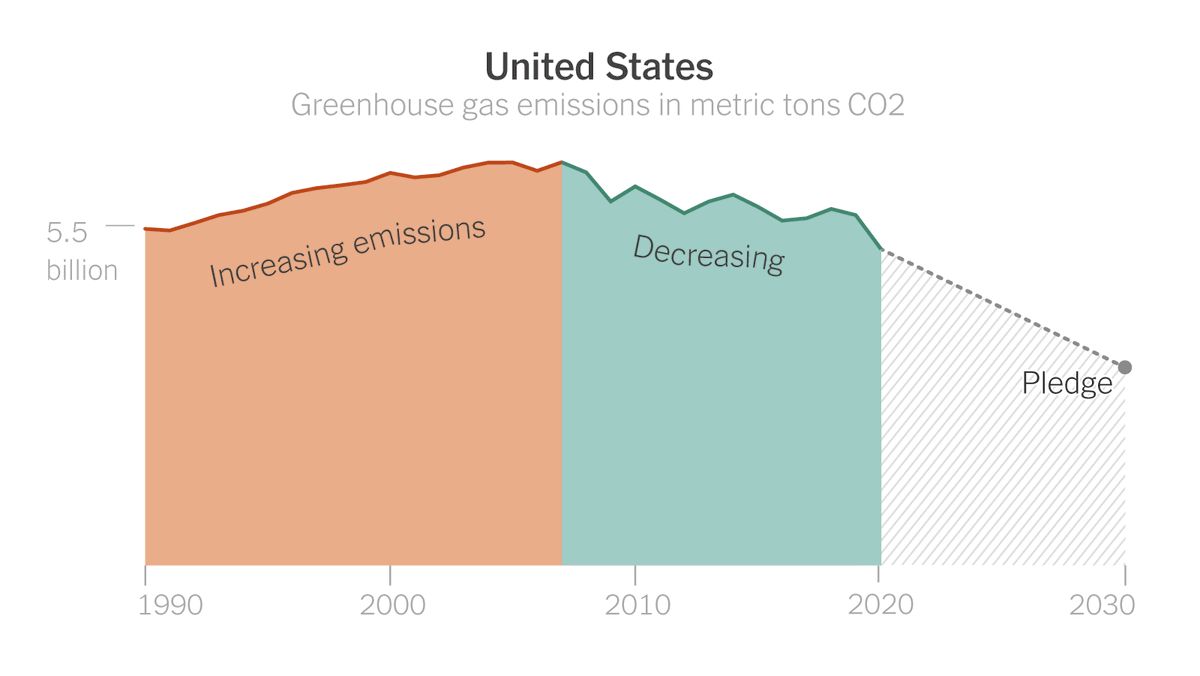 United States
Greenhouse gas emissions in metric tons CO2
5.5
billion
Increasing emissions
Decreasing
Pledge
1990
2000
2010
2020
2030